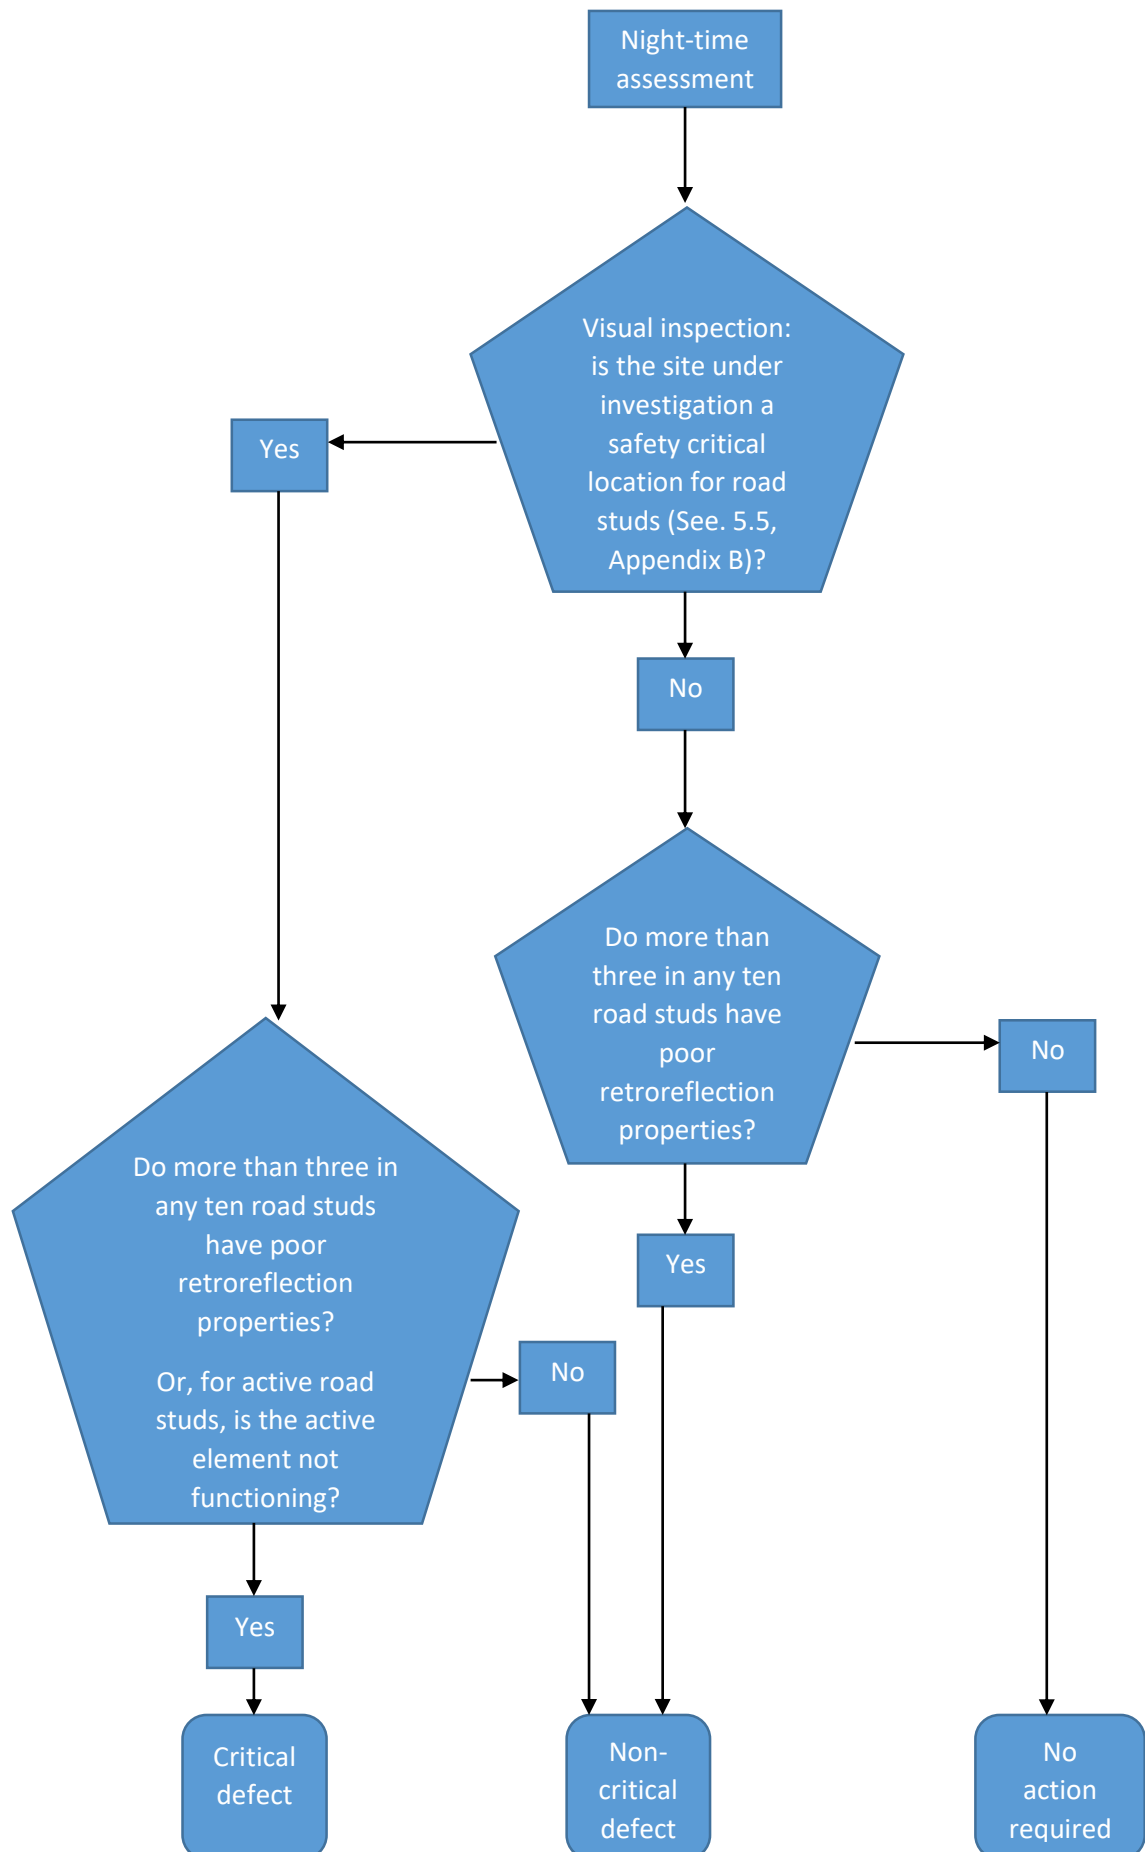 Night-time
assessment
Visual inspection:
is the site under
investigation a
safety critical
location for road
studs (See. 5.5,
Appendix B)?
Yes
No
Do more than
three in any ten
road studs have
poor
retroreflection
properties?
No
Do more than three in
any ten road studs
have poor
retroreflection
properties?
Or, for active road
studs, is the active
element not
functioning?
Yes
No
Yes
Critical
defect
Non-
critical
defect
No
action
required